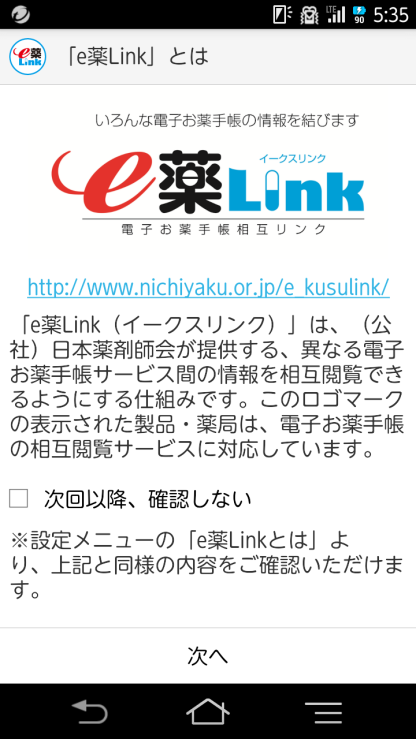 LTE
90
5:35
e薬
Link
「e薬Link」とは
いろんな電子お薬手帳の情報を結びます
イークスリンク
e薬Link
電子お薬手帳相互リンク
http://www.nichiyaku.or.jp/e_kusulink/
「e薬Link（イークスリンク）」は、（公
社）日本薬剤師会が提供する、異なる電子
お薬手帳サービス間の情報を相互閲覧でき
るようにする仕組みです。このロゴマーク
の表示された製品・薬局は、電子お薬手帳
の相互閲覧サービスに対応しています。
次回以降、確認しない
※設定メニューの「e薬Linkとは」よ
り、上記と同様の内容をご確認いただけま
す。
次へ